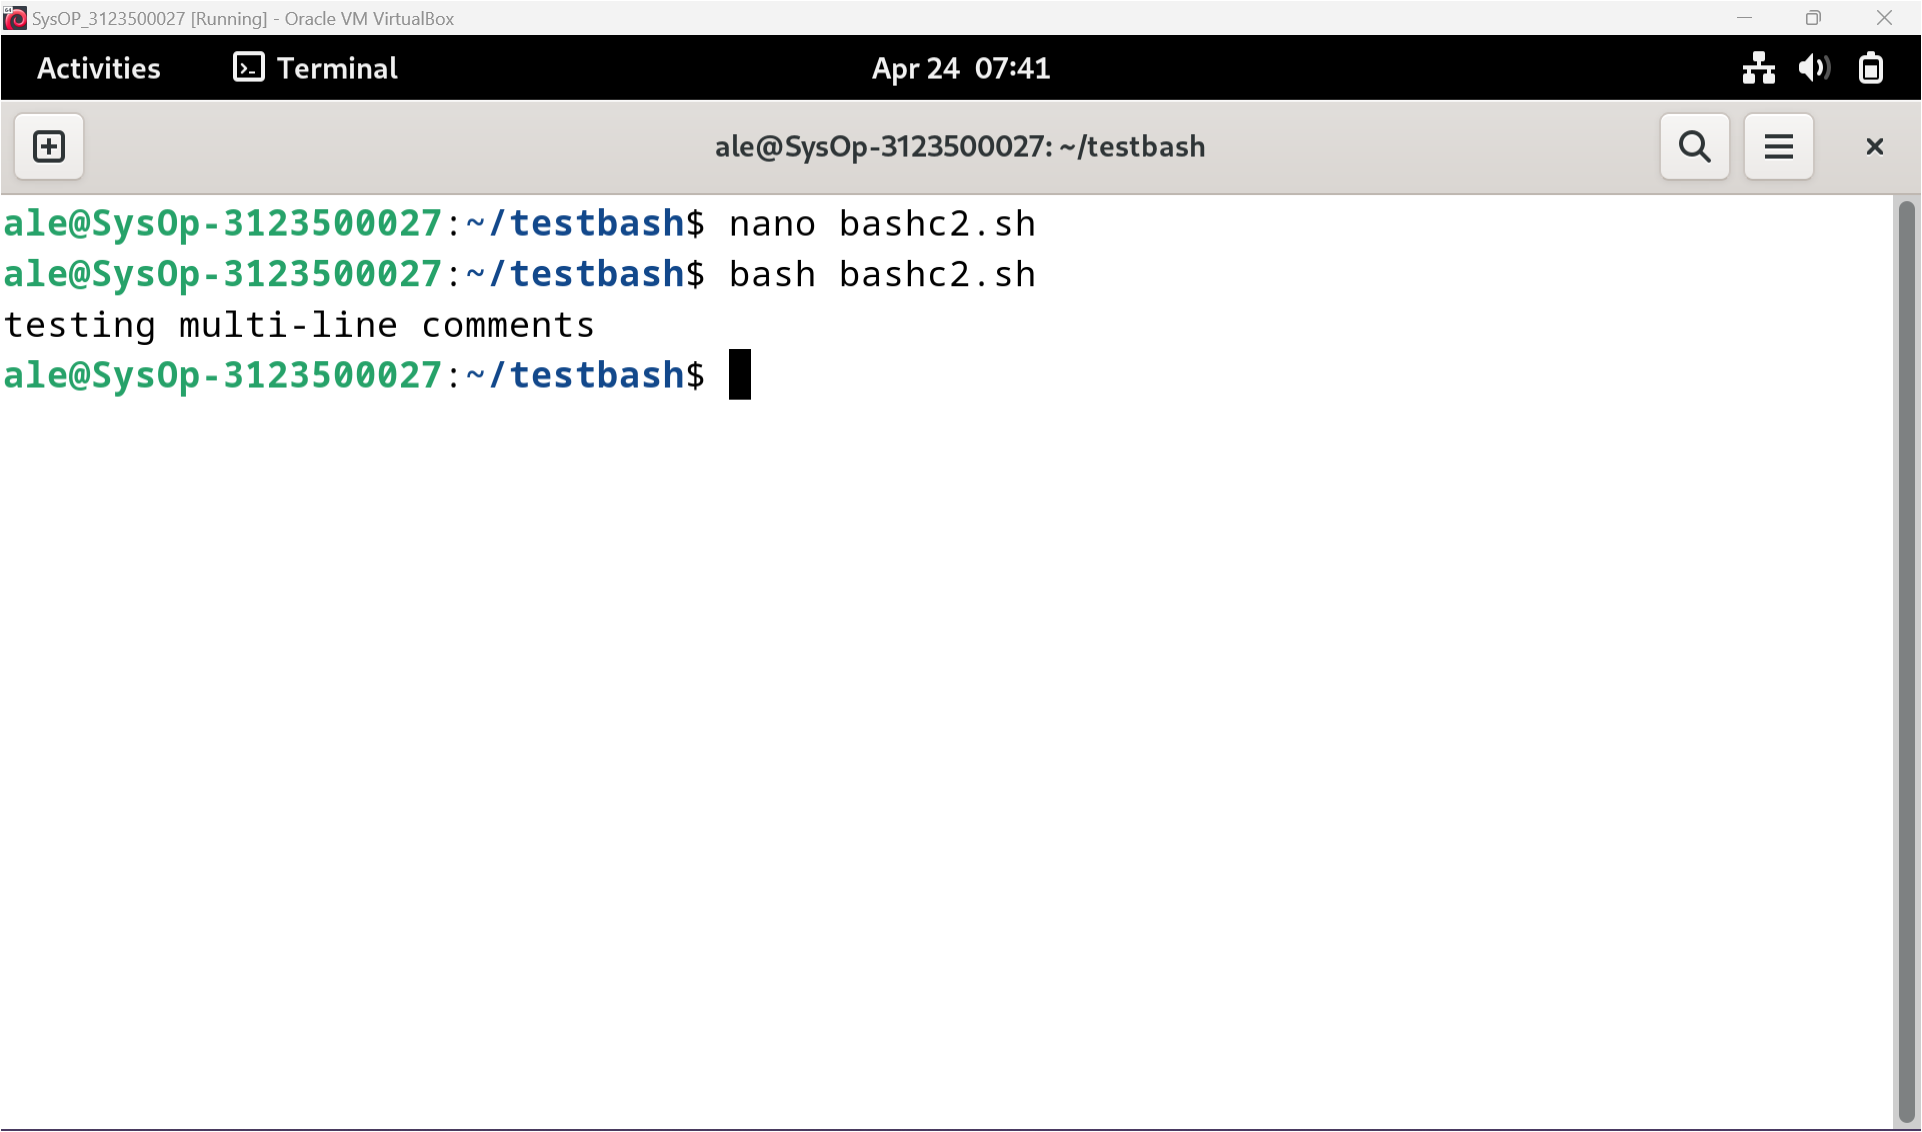 SysOP_3123500027 [Running] - Oracle VM VirtualBox
Activities Terminal Apr 24 07:41
ale@SysOp-3123500027: ~/testbash
ale@SysOp-3123500027:~/testbash$ nano bashc2.sh
ale@SysOp-3123500027:~/testbash$ bash bashc2.sh
testing multi-line comments
ale@SysOp-3123500027:~/testbash$